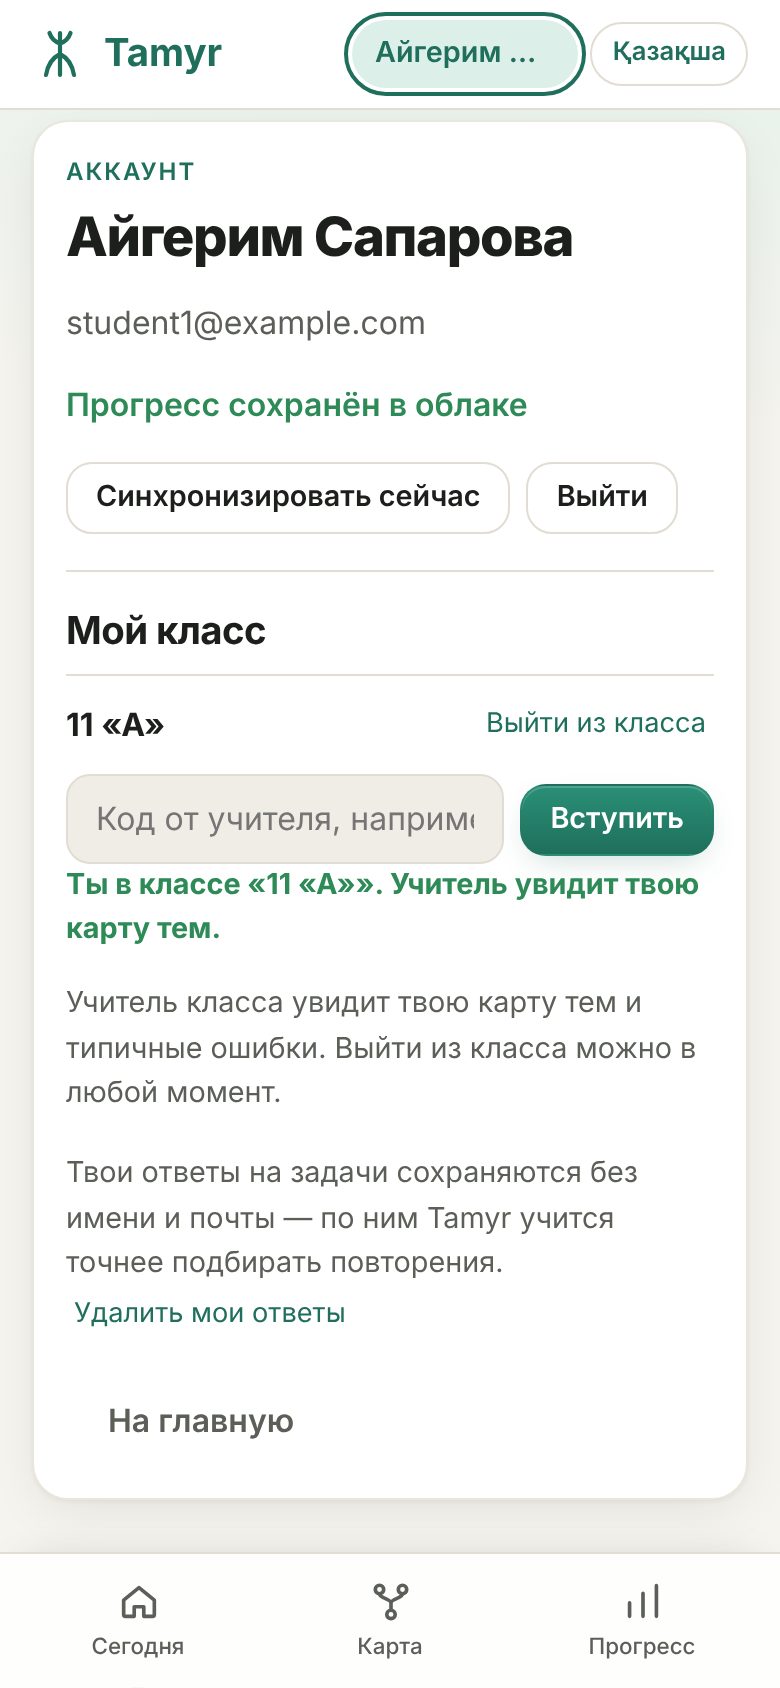 Tamyr
Айгерим ...
Қазақша
АККАУНТ
Айгерим Сапарова
student1@example.com
Прогресс сохранён в облаке
Синхронизировать сейчас
Выйти
Мой класс
11 «А»
Выйти из класса
Код от учителя, наприме
Вступить
Ты в классе «11 «А»». Учитель увидит твою
карту тем.
Учитель класса увидит твою карту тем и
типичные ошибки. Выйти из класса можно в
любой момент.
Твои ответы на задачи сохраняются без
имени и почты — по ним Tamyr учится
точнее подбирать повторения.
Удалить мои ответы
На главную
Сегодня
Карта
Прогресс